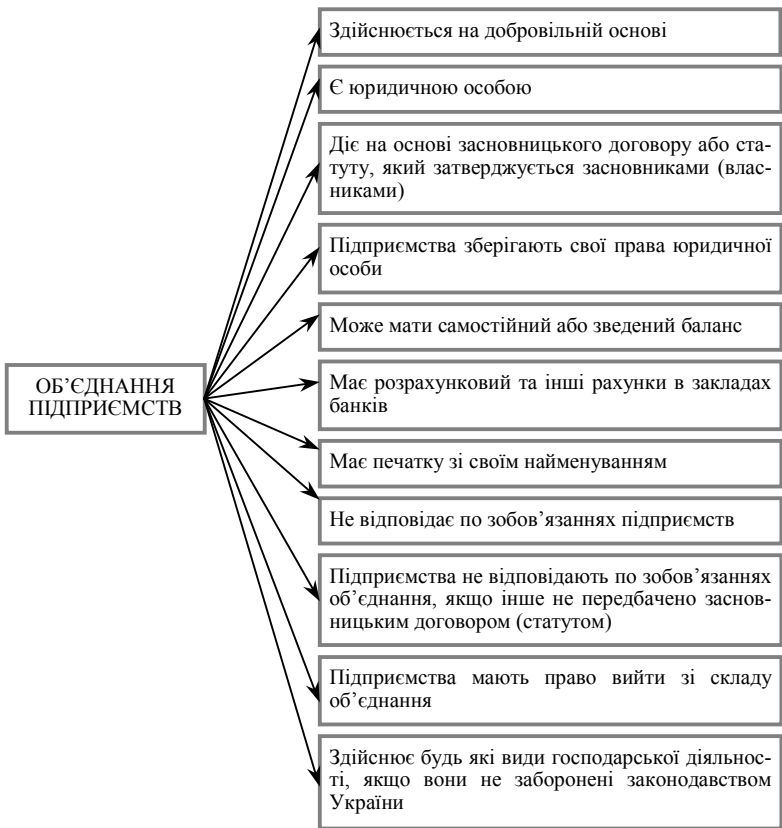 Здійснюється на добровільній основі
Є юридичною особою
Діє на основі засновницького договору або ста-
туту, який затверджується засновниками (влас-
никами)
Підприємства зберігають свої права юридичної
особи
Може мати самостійний або зведений баланс
ОБ’ЄДНАННЯ
ПІДПРИЄМСТВ
Має розрахунковий та інші рахунки в закладах
банків
Має печатку зі своїм найменуванням
Не відповідає по зобов’язаннях підприємств
Підприємства не відповідають по зобов’язаннях
об’єднання, якщо інше не передбачено заснов-
ницьким договором (статутом)
Підприємства мають право вийти зі складу
об’єднання
Здійснює будь які види господарської діяльнос-
ті, якщо вони не заборонені законодавством
України